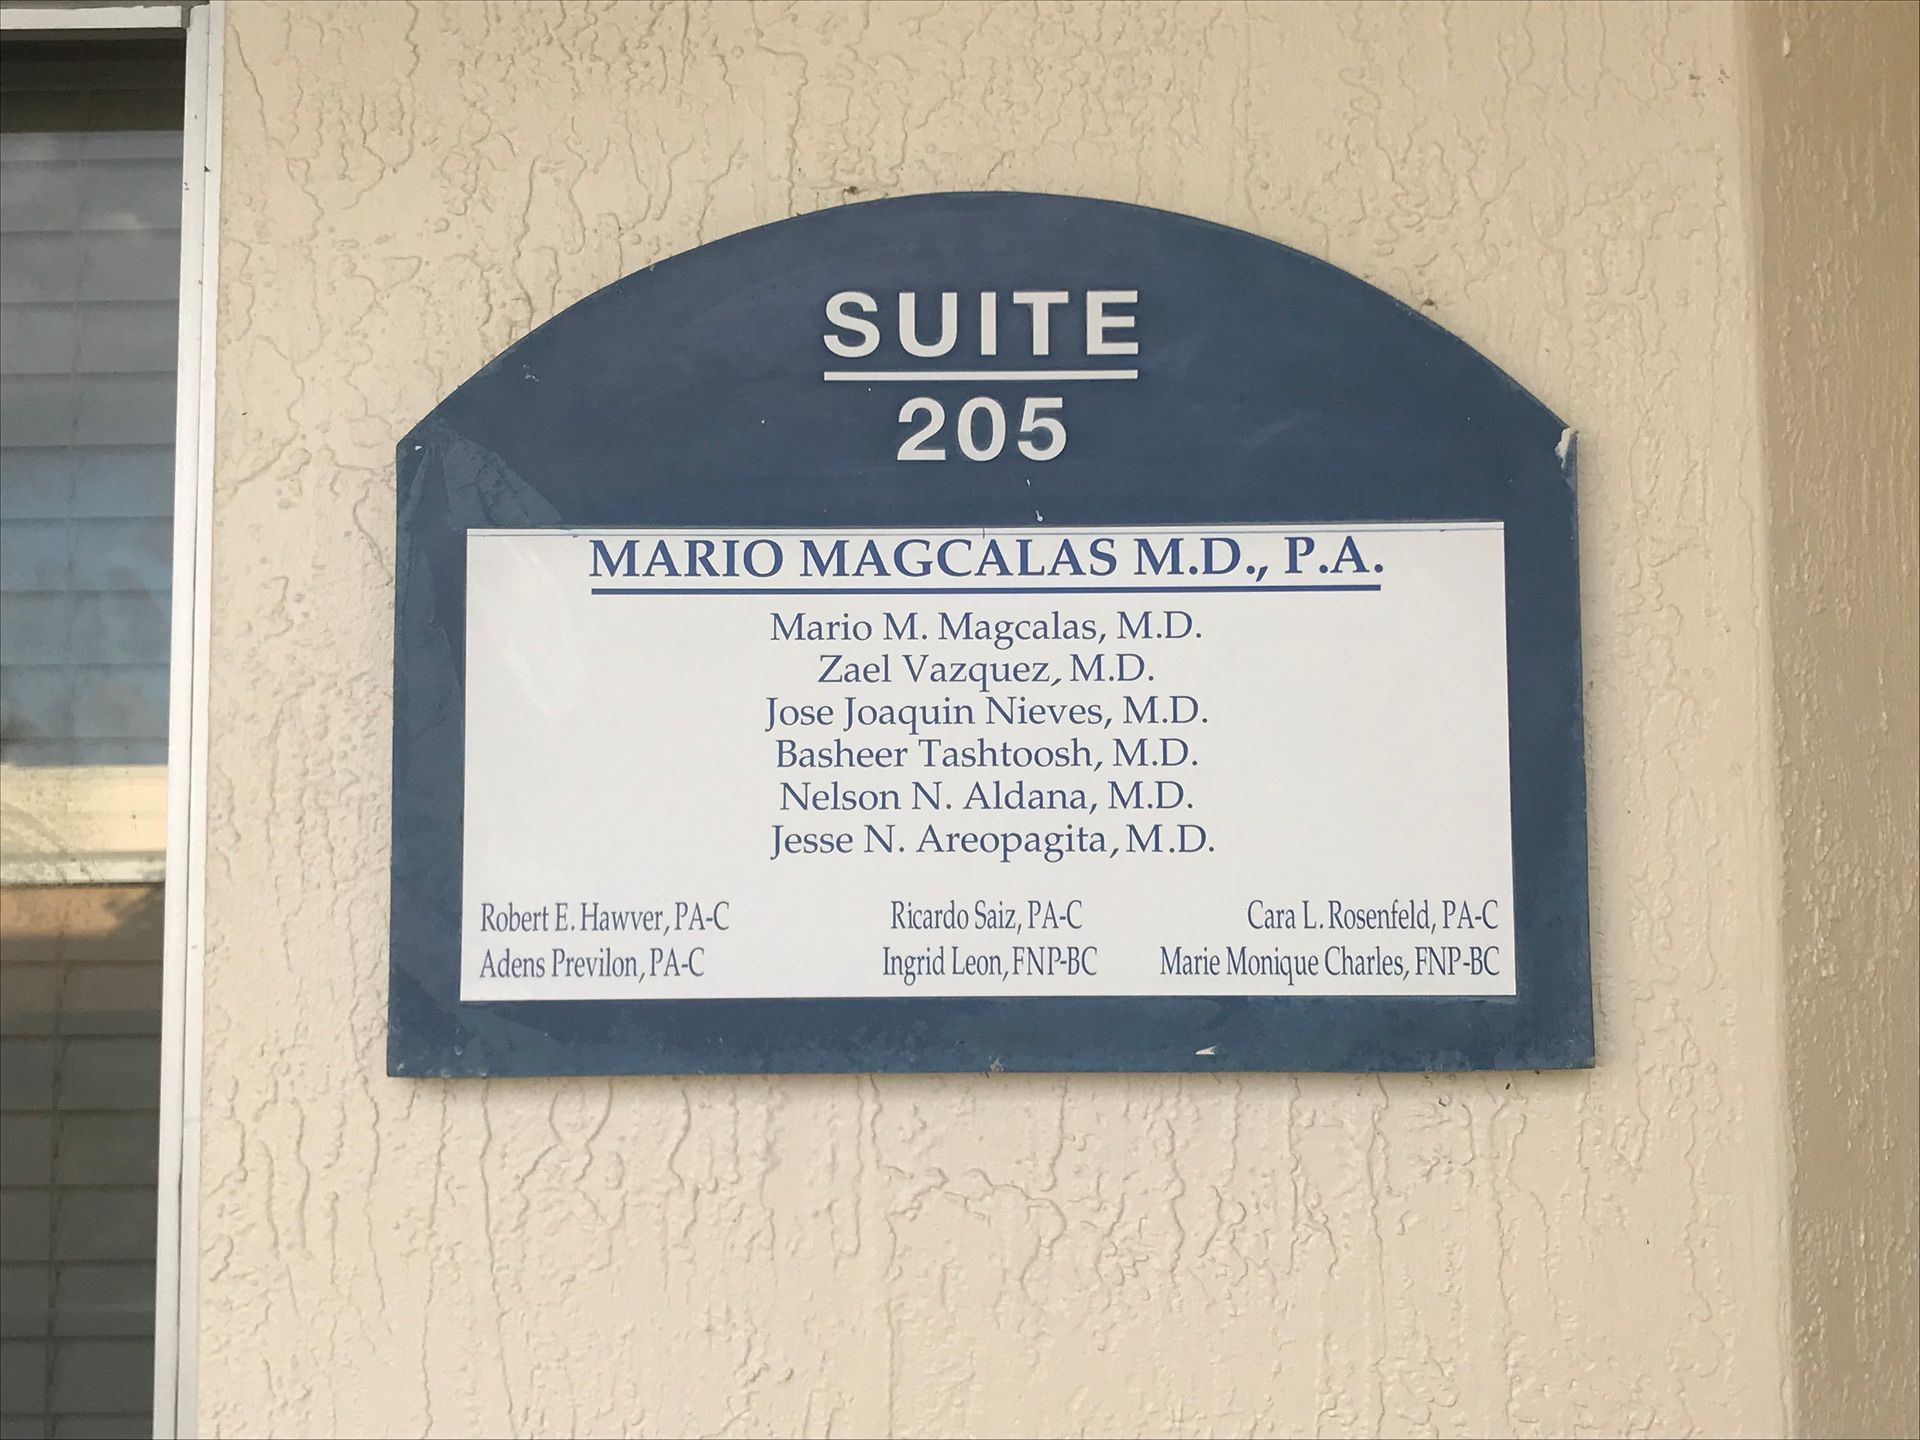 SUITE
205
MARIO MAGCALAS M.D., P.A.
Mario M. Magcalas, M.D.
Zael Vazquez, M.D.
Jose Joaquin Nieves, M.D.
Basheer Tashtoosh, M.D.
Nelson N. Aldana, M.D.
Jesse N. Areopagita, M.D.
Robert E. Hawver, PA-C Ricardo Saiz, PA-C Cara L. Rosenfeld, PA-C
Adens Previlon, PA-C Ingrid Leon, FNP-BC Marie Monique Charles, FNP-BC